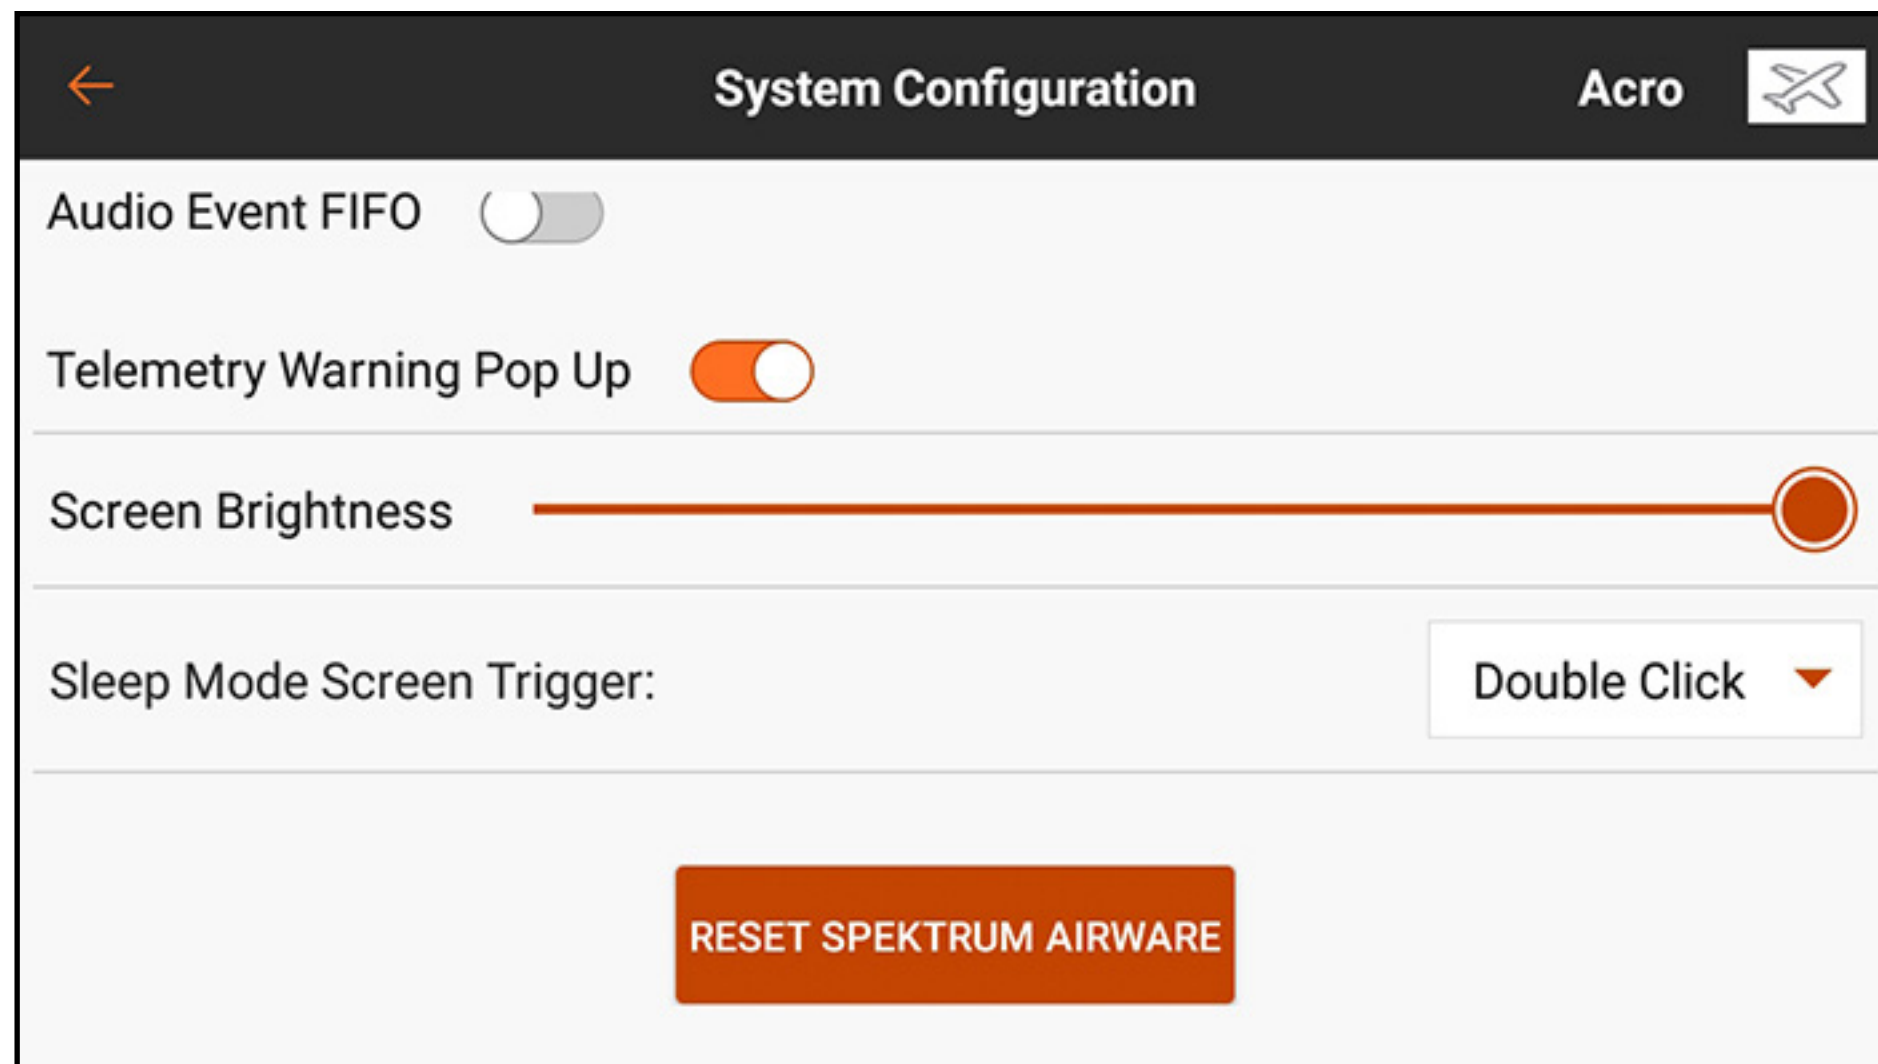 System Configuration
Acro
Audio Event FIFO
Telemetry Warning Pop Up
Screen Brightness
Sleep Mode Screen Trigger:
Double Click
RESET SPEKTRUM AIRWARE